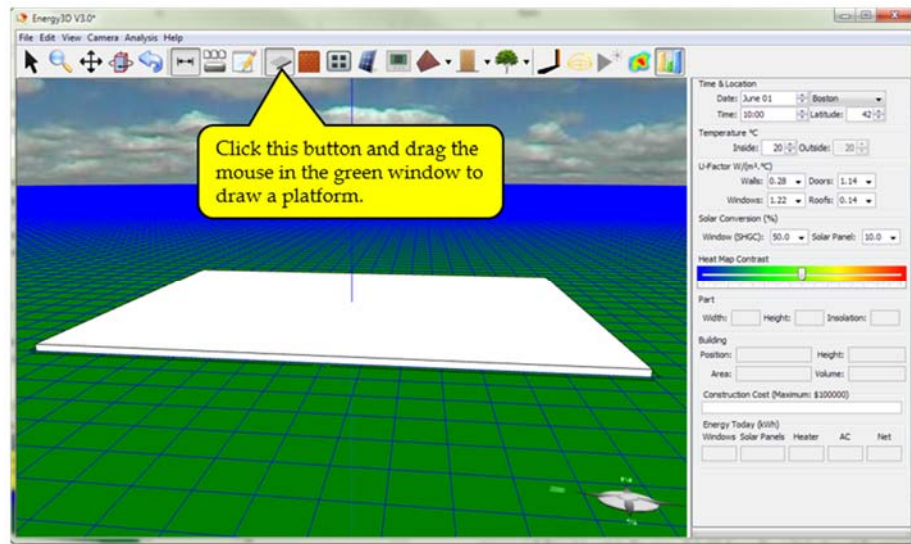 Energy3D V3.0*
File Edit View Camera Analysis Help
Click this button and drag the
mouse in the green window to
draw a platform.
Time & Location
Date: June 01 Boston
Time: 10:00 Latitude: 42
Temperature ºC
Inside: 20 Outside: 20
U-Factor W/(m².ºC)
Walls: 0.28 Doors: 1.14
Windows: 1.22 Roofs: 0.14
Solar Conversion (%)
Window (SHGC): 50.0 Solar Panel: 10.0
Heat Map Contrast
Part
Width: Height: Insolation:
Building
Position: Height:
Area: Volume:
Construction Cost (Maximum: $100000)
Energy Today (kWh)
Windows Solar Panels Heater AC Net